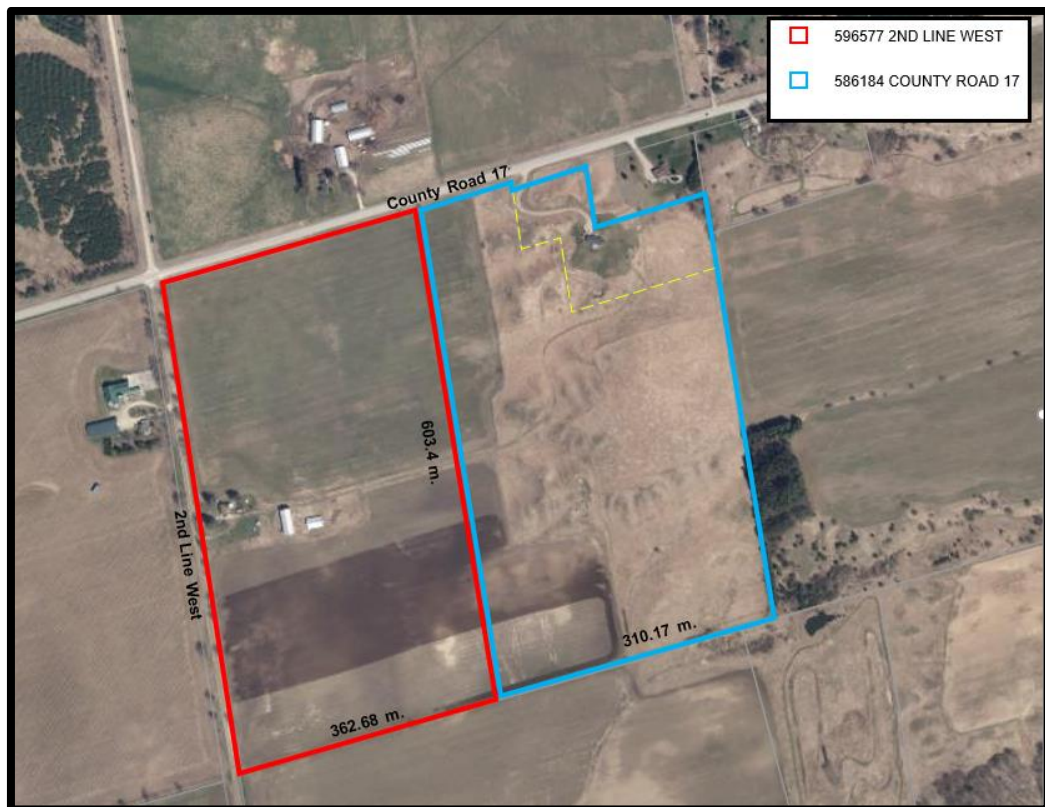 596577 2ND LINE WEST
586184 COUNTY ROAD 17
County Road 17
603.4 m.
2nd Line West
310.17 m.
362.68 m.